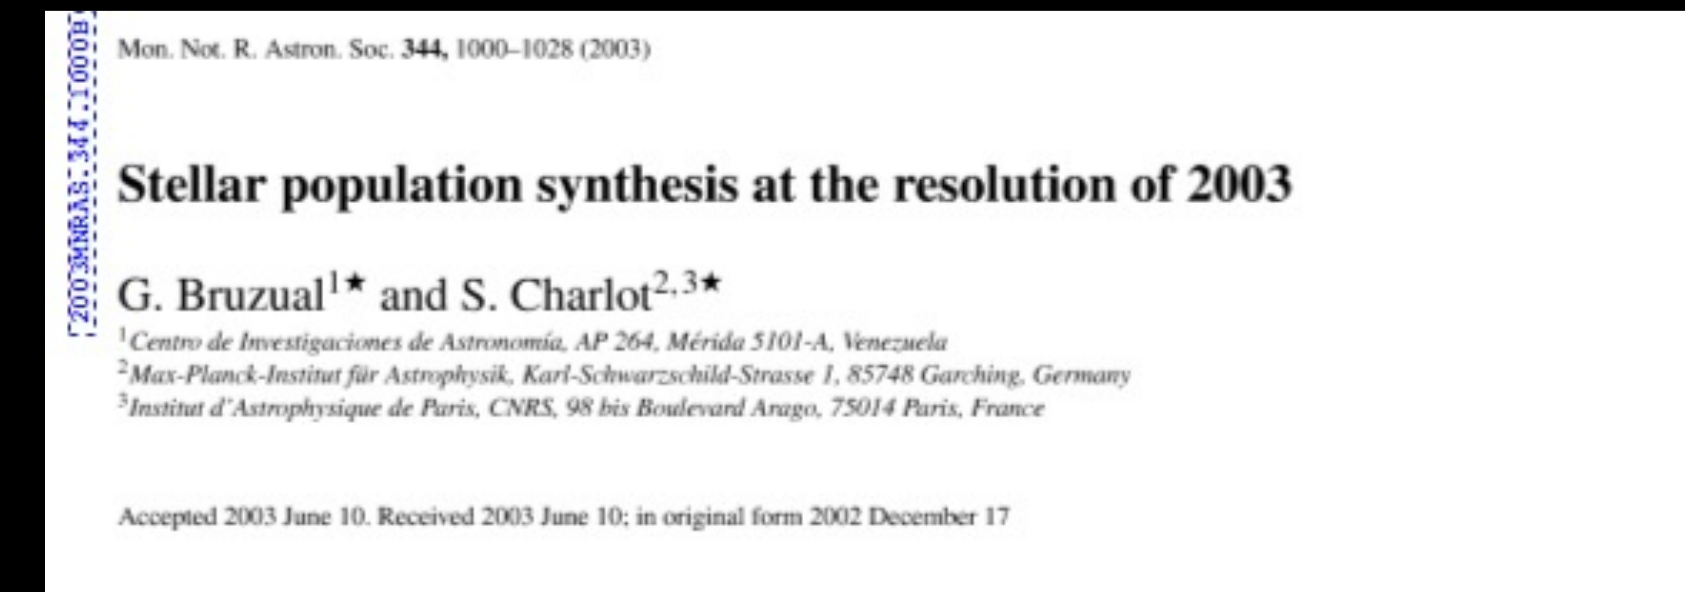 2003MNRAS.344.1000B
Mon. Not. R. Astron. Soc. 344, 1000–1028 (2003)
Stellar population synthesis at the resolution of 2003
G. Bruzual1★ and S. Charlot2,3★
1Centro de Investigaciones de Astronomía, AP 264, Mérida 5101-A, Venezuela
2Max-Planck-Institut für Astrophysik, Karl-Schwarzschild-Strasse 1, 85748 Garching, Germany
3Institut d'Astrophysique de Paris, CNRS, 98 bis Boulevard Arago, 75014 Paris, France
Accepted 2003 June 10. Received 2003 June 10; in original form 2002 December 17